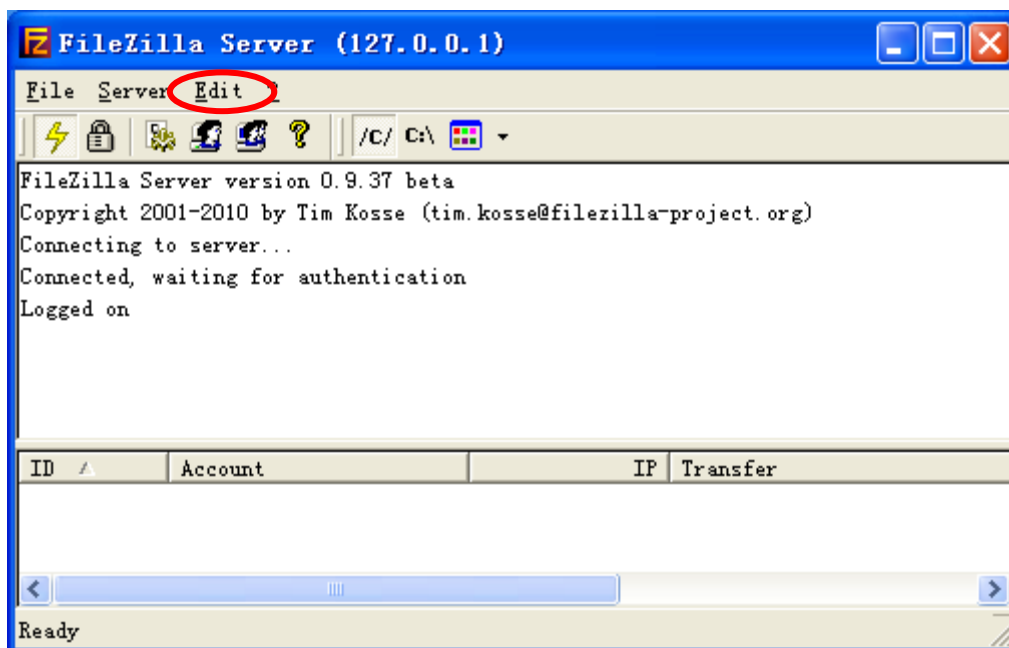 FileZilla Server (127.0.0.1)
File Server Edit ?
/C/ C:\
FileZilla Server version 0.9.37 beta
Copyright 2001-2010 by Tim Kosse (tim.kosse@filezilla-project.org)
Connecting to server...
Connected, waiting for authentication
Logged on
ID Account IP Transfer
Ready